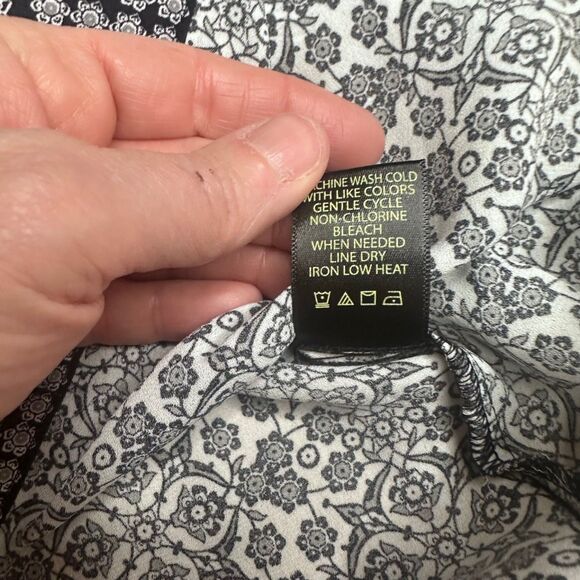 CHINE WASH COLD
WITH LIKE COLORS
GENTLE CYCLE
NON-CHLORINE
BLEACH
WHEN NEEDED
LINE DRY
IRON LOW HEAT